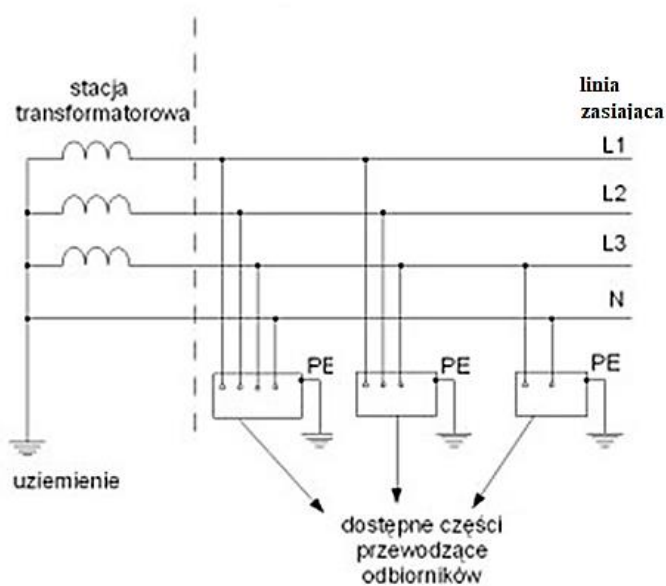 stacja
transformatorowa
linia
zasiajaca
L1
L2
L3
N
PE
PE
PE
uziemienie
dostępne części
przewodzące
odbiorników